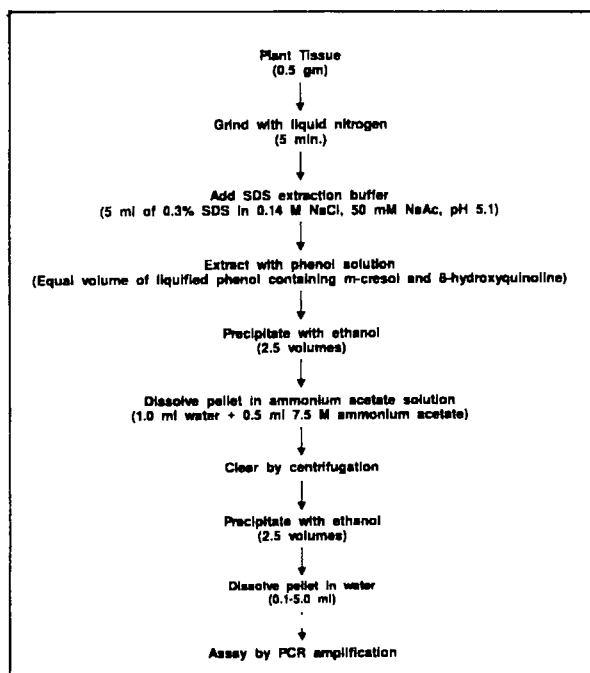 Plant Tissue
(0.5 gm)
Grind with liquid nitrogen
(5 min.)
Add SDS extraction buffer
(5 ml of 0.3% SDS in 0.14 M NaCl, 50 mM NaAc, pH 5.1)
Extract with phenol solution
(Equal volume of liquified phenol containing m-cresol and 8-hydroxyquinoline)
Precipitate with ethanol
(2.5 volumes)
Dissolve pellet in ammonium acetate solution
(1.0 ml water + 0.5 ml 7.5 M ammonium acetate)
Clear by centrifugation
Precipitate with ethanol
(2.5 volumes)
Dissolve pellet in water
(0.1-5.0 ml)
Assay by PCR amplification